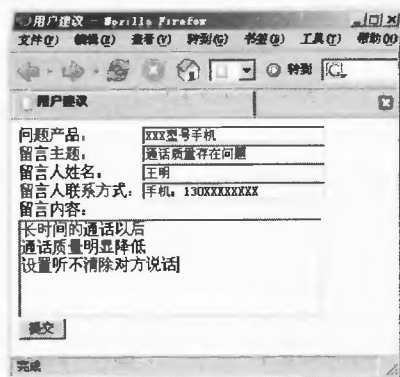 用户建议 - Mozilla Firefox
文件(F) 编辑(E) 查看(V) 转到(G) 书签(B) 工具(T) 帮助(H)
转到
用户建议
问题产品： XXX型号手机
留言主题： 通话质量存在问题
留言人姓名： 王明
留言人联系方式： 手机：130XXXXXXXX
留言内容：
长时间的通话以后
通话质量明显降低
设置听不清除对方说话
提交
完成